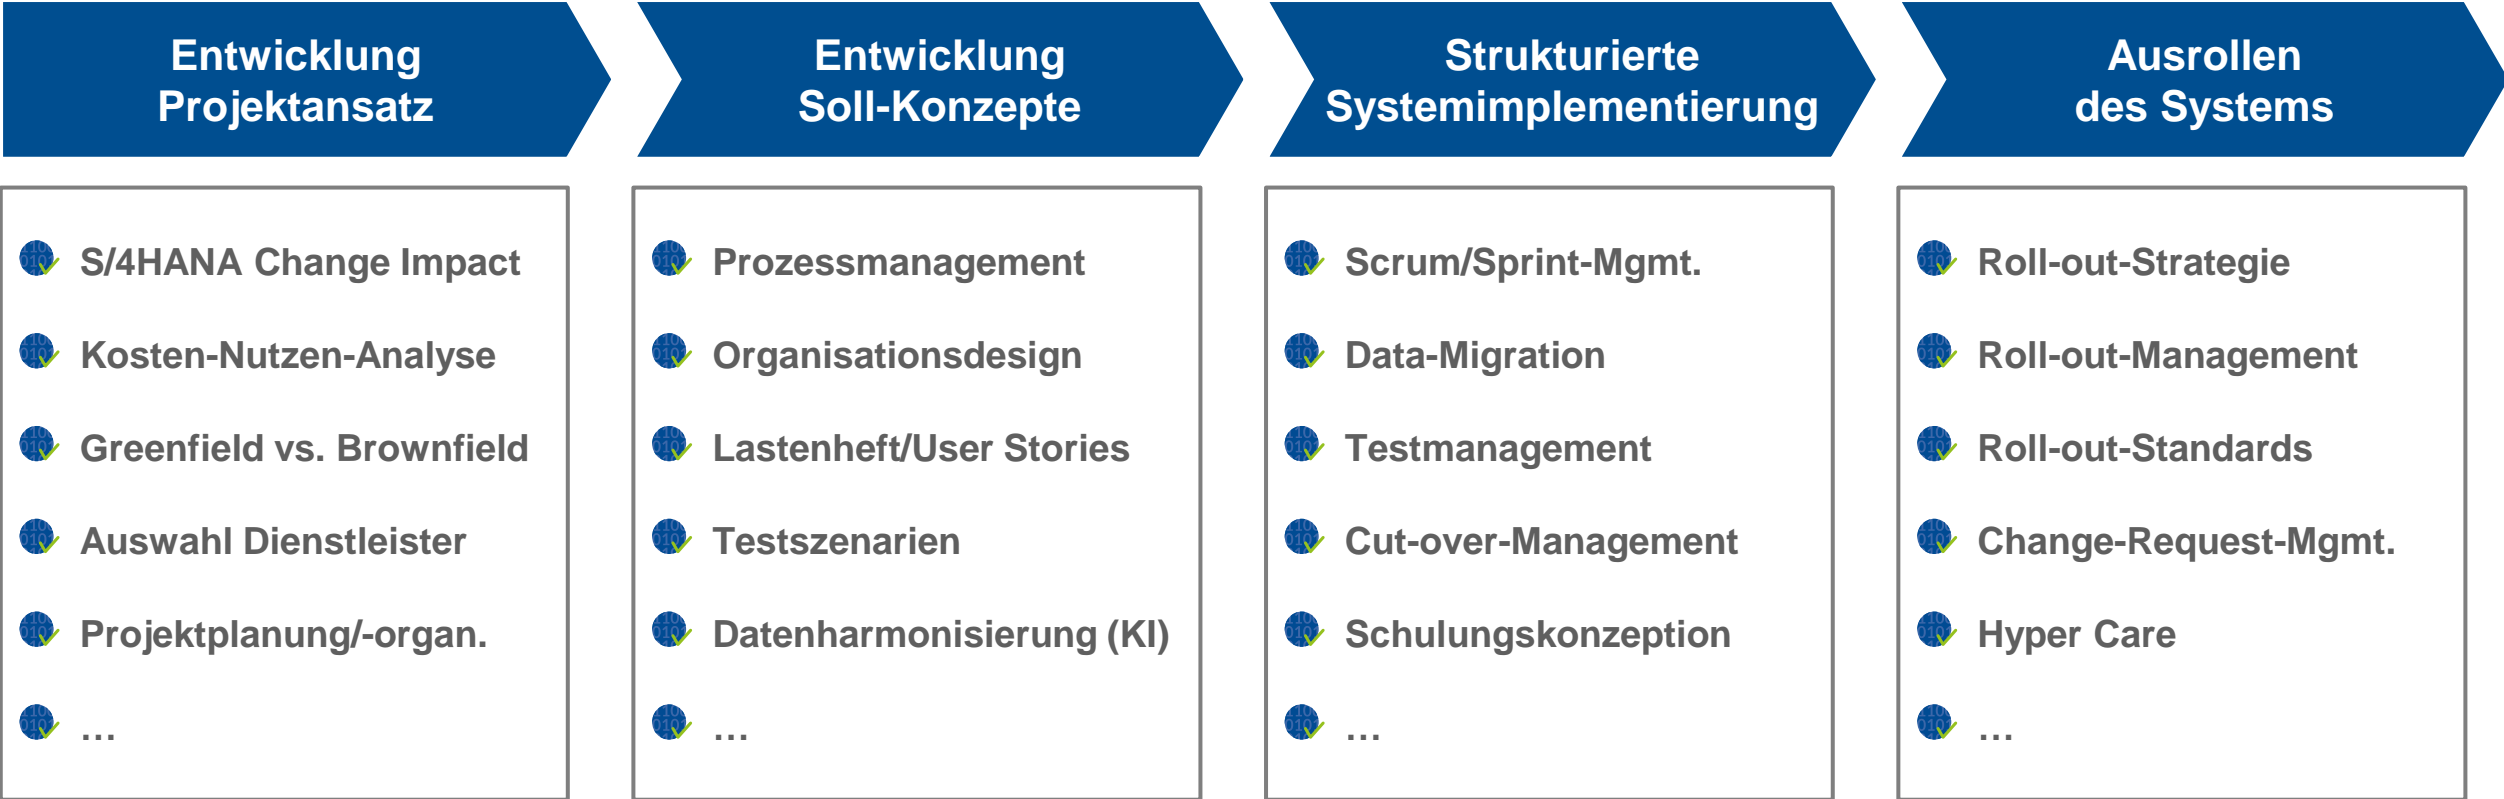 Entwicklung
Projektansatz
S/4HANA Change Impact
Kosten-Nutzen-Analyse
Greenfield vs. Brownfield
Auswahl Dienstleister
Projektplanung/-organ.
…
Entwicklung
Soll-Konzepte
Prozessmanagement
Organisationsdesign
Lastenheft/User Stories
Testszenarien
Datenharmonisierung (KI)
…
Strukturierte
Systemimplementierung
Scrum/Sprint-Mgmt.
Data-Migration
Testmanagement
Cut-over-Management
Schulungskonzeption
…
Ausrollen
des Systems
Roll-out-Strategie
Roll-out-Management
Roll-out-Standards
Change-Request-Mgmt.
Hyper Care
…